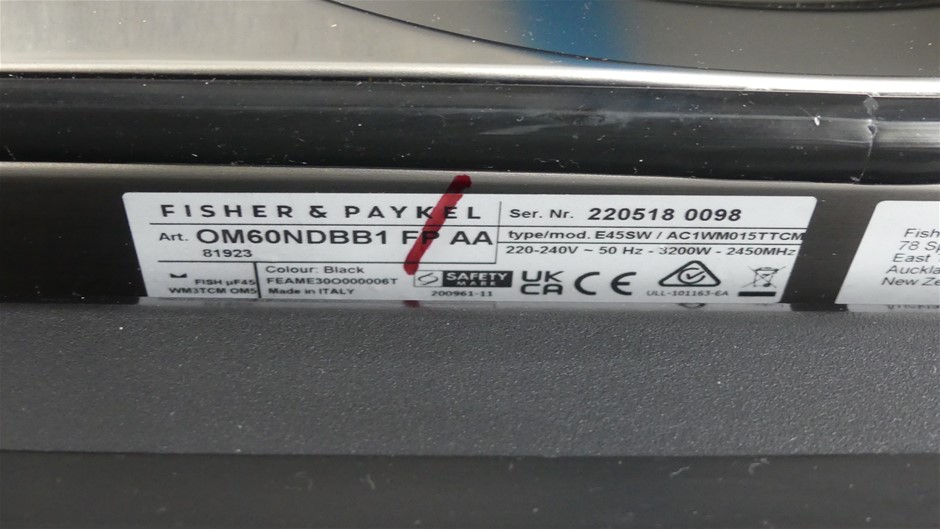 FISHER & PAYKEL
Art. OM60NDBB1 FP AA
81923
Ser. Nr. 220518 0098
type/mod. E45SW / AC1WM015TTCM
220-240V ~ 50 Hz - 3200W - 2450MHz
FISH µF45
WM3TCM OM5
Colour: Black
FEAME30O000006T
Made in ITALY
SAFETY
MARK
200961-11
UK
CA
CE
ULL-101163-EA
Fish
78 Sp
East
Auckla
New Ze